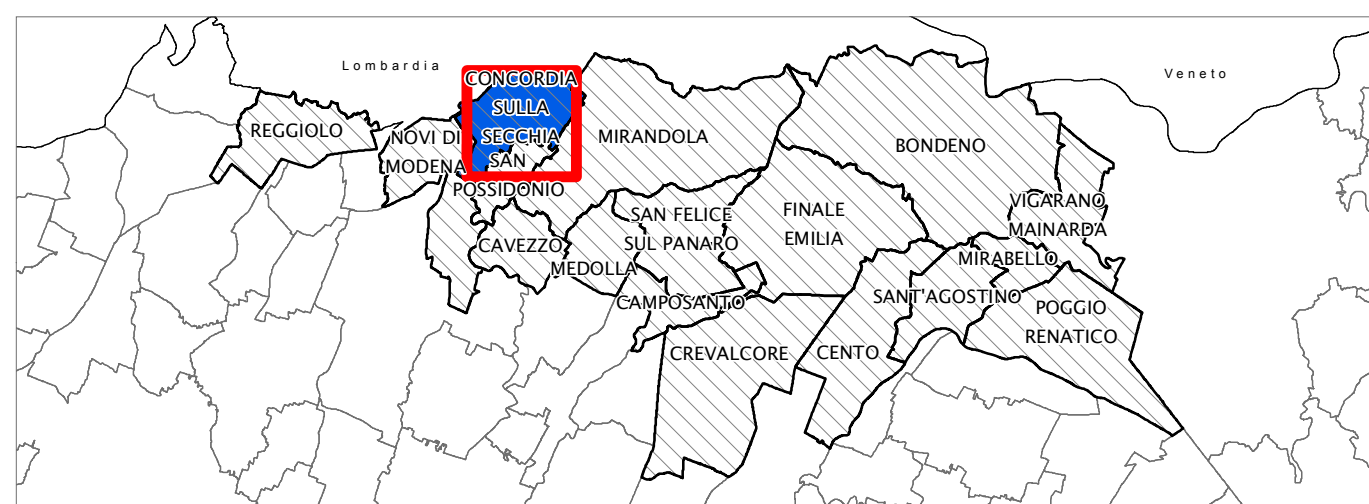 Lombardia
Veneto
CONCORDIA
SULLA
SECCHIA
REGGIOLO
NOVI DI
MODENA
SAN
POSSIDONIO
MIRANDOLA
BONDENO
CAVEZZO
MEDOLLA
SAN FELICE
SUL PANARO
FINALE
EMILIA
VIGARANO
MAINARDA
MIRABELLO
CAMPOSANTO
SANT'AGOSTINO
POGGIO
RENATICO
CREVALCORE
CENTO